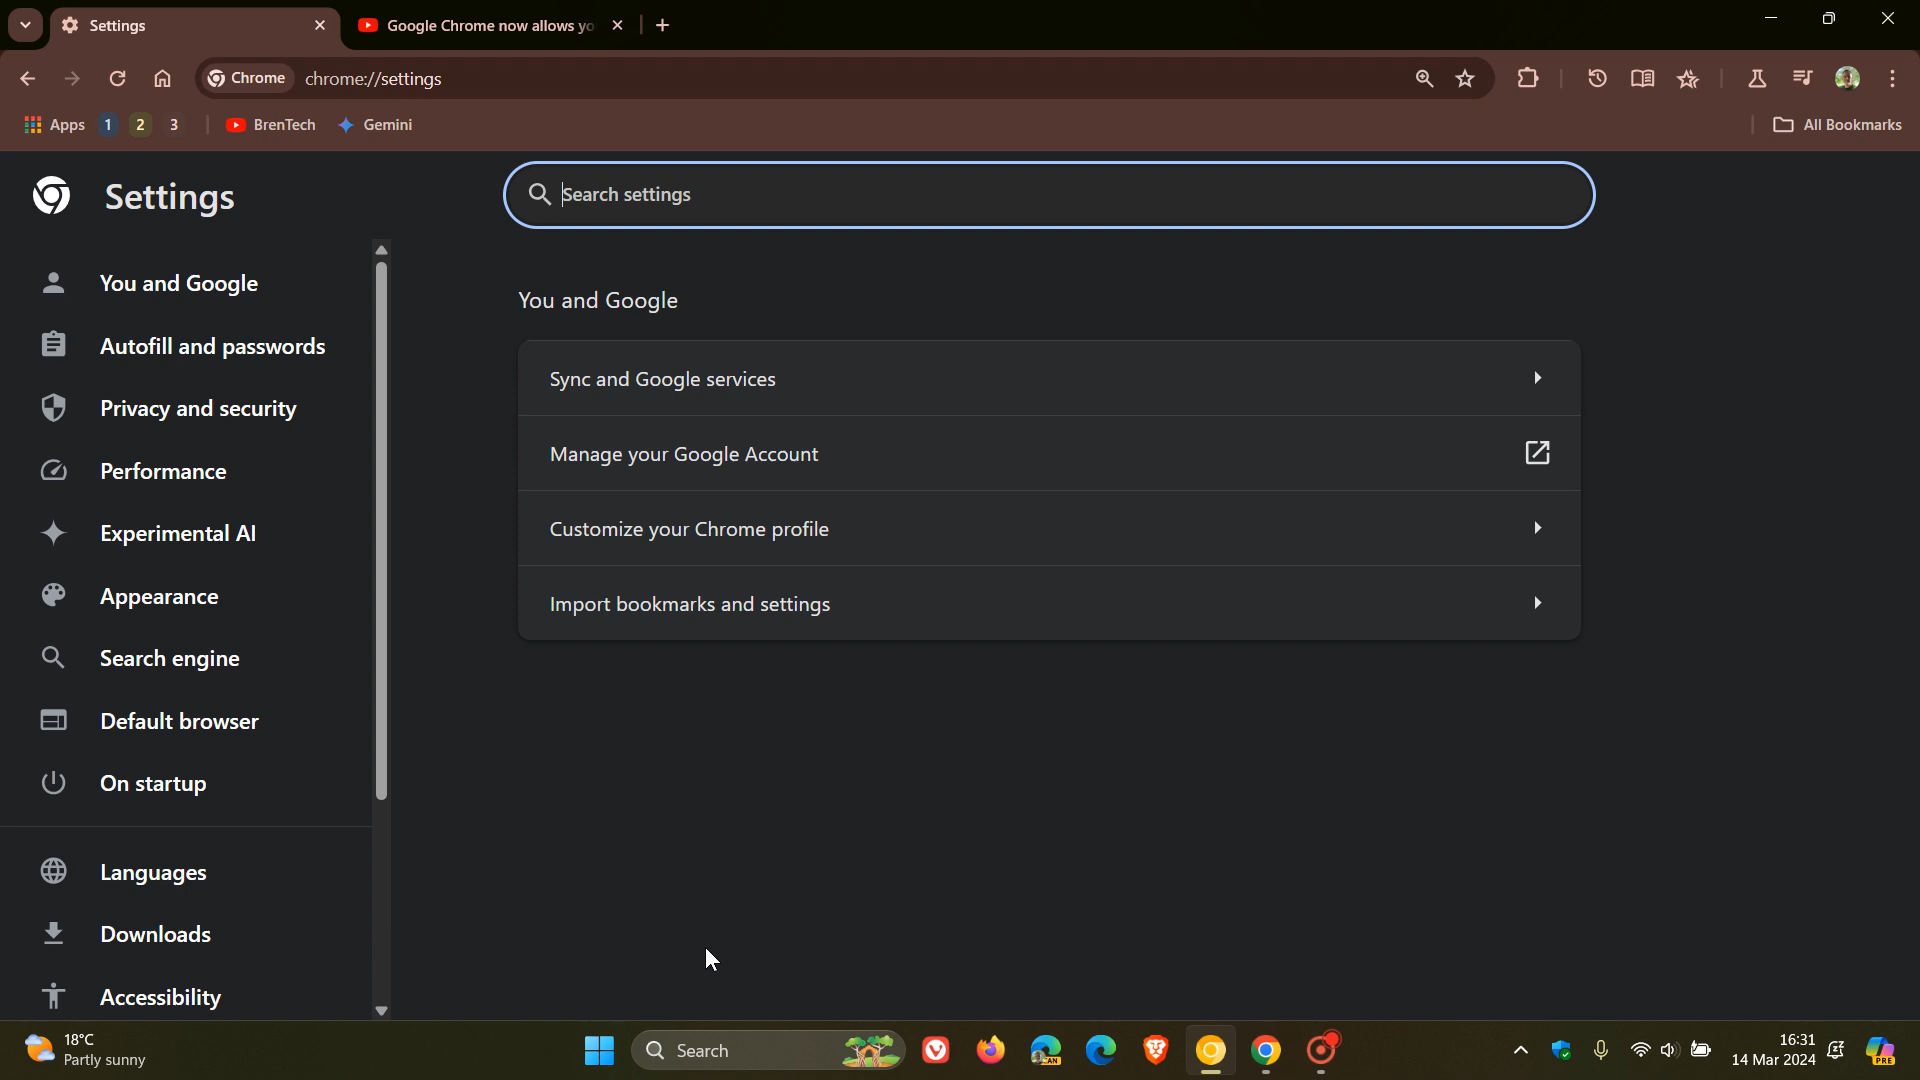 Settings
Google Chrome now allows yo
Chrome
chrome://settings
Apps
1
2
3
BrenTech
Gemini
All Bookmarks
Settings
Search settings
You and Google
Autofill and passwords
Privacy and security
Performance
Experimental AI
Appearance
Search engine
Default browser
On startup
Languages
Downloads
Accessibility
You and Google
Sync and Google services
Manage your Google Account
Customize your Chrome profile
Import bookmarks and settings
18°C
Partly sunny
Search
CAN
16:31
14 Mar 2024
PRE